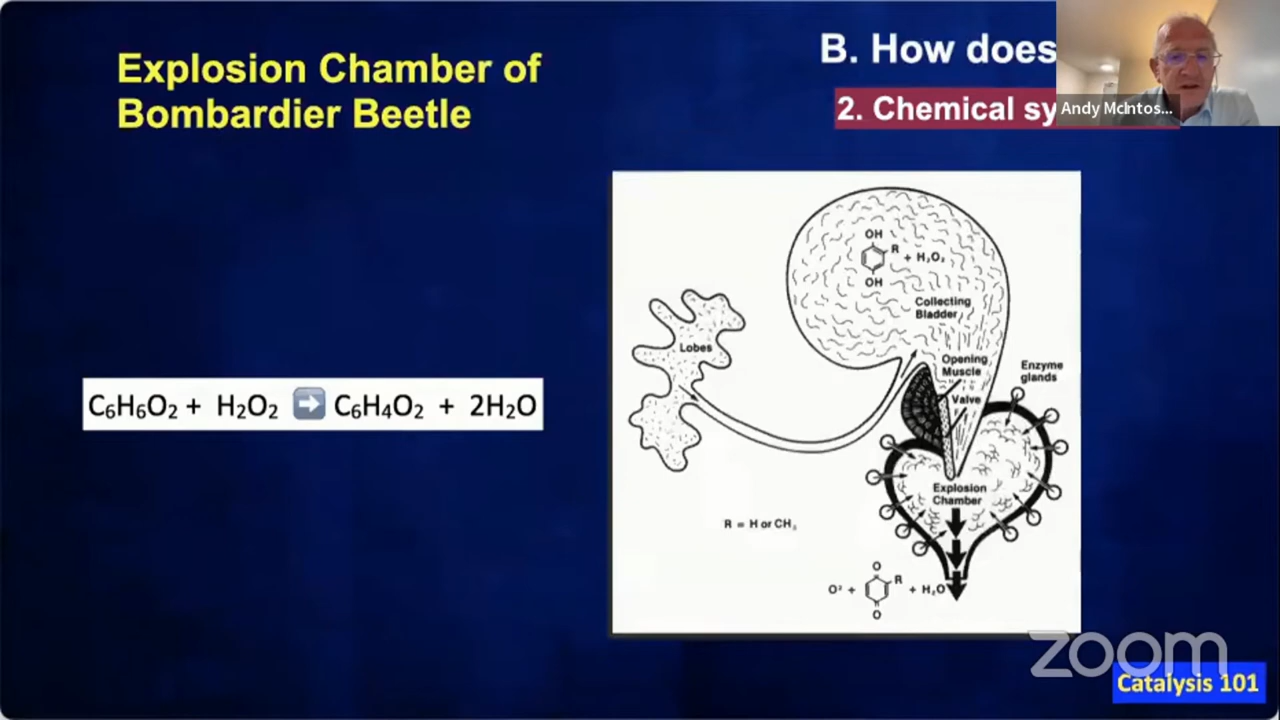 Explosion Chamber of
Bombardier Beetle
B. How does
2. Chemical sy
Andy McIntos...
C₆H₆O₂ + H₂O₂ ➡ C₆H₄O₂ + 2H₂O
OH
R + H₂O₂
OH
Collecting
Bladder
Lobes
Opening
Muscle
Valve
Enzyme
glands
Explosion
Chamber
R = H or CH₃
O
O² + R + H₂O
O
zoom
Catalysis 101